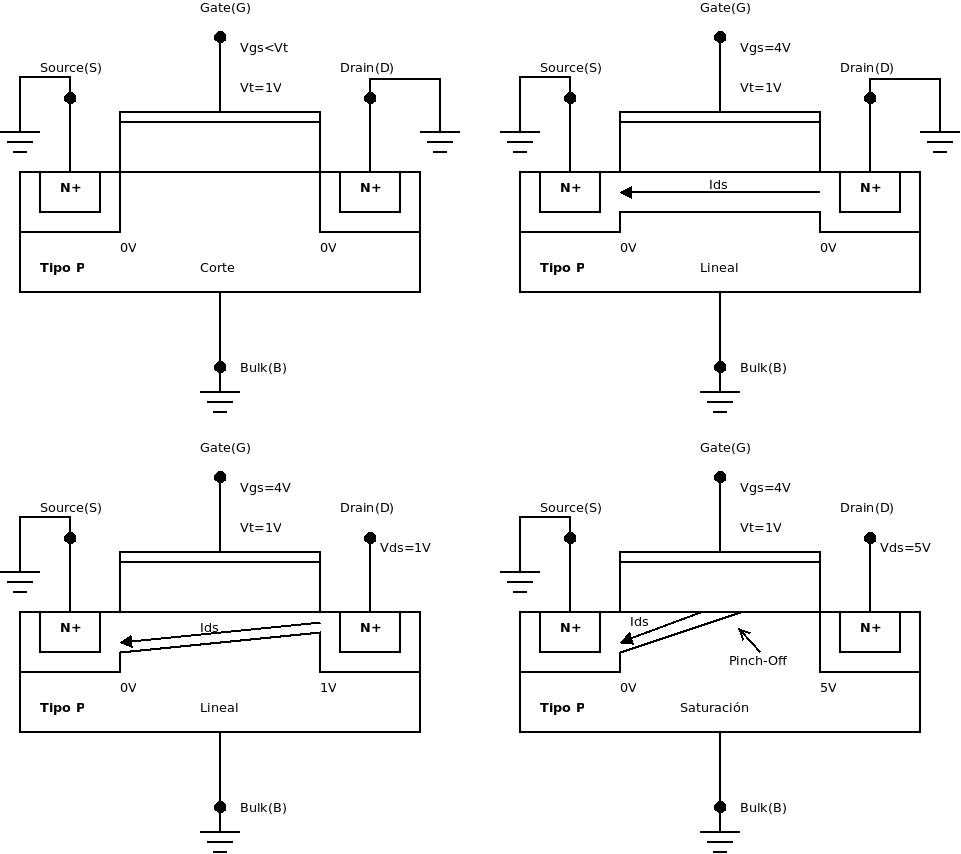 Gate(G)
Vgs<Vt
Source(S)
Drain(D)
Vt=1V
N+
N+
0V
0V
Tipo P
Corte
Bulk(B)
Gate(G)
Vgs=4V
Source(S)
Drain(D)
Vt=1V
Ids
N+
N+
0V
0V
Tipo P
Lineal
Bulk(B)
Gate(G)
Vgs=4V
Source(S)
Drain(D)
Vt=1V
Vds=1V
Ids
N+
N+
0V
1V
Tipo P
Lineal
Bulk(B)
Gate(G)
Vgs=4V
Source(S)
Drain(D)
Vt=1V
Vds=5V
Ids
N+
N+
Pinch-Off
0V
5V
Tipo P
Saturación
Bulk(B)